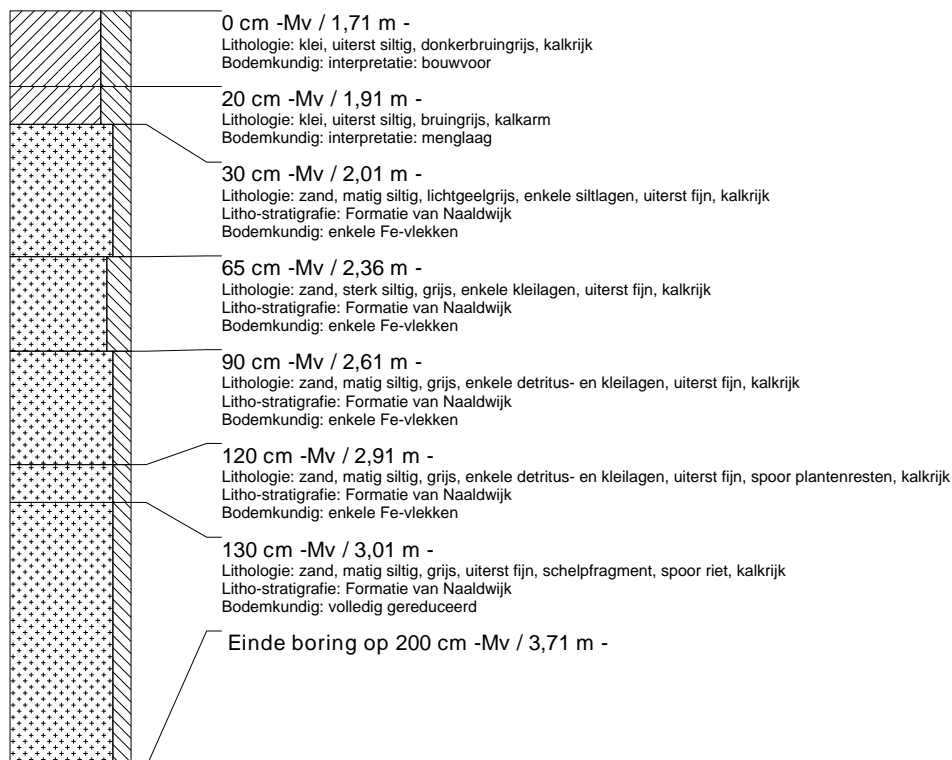 0 cm -Mv / 1,71 m -
Lithologie: klei, uiterst siltig, donkerbruingrijs, kalkrijk
Bodemkundig: interpretatie: bouwvoor
20 cm -Mv / 1,91 m -
Lithologie: klei, uiterst siltig, bruingrijs, kalkarm
Bodemkundig: interpretatie: menglaag
30 cm -Mv / 2,01 m -
Lithologie: zand, matig siltig, lichtgeelgrijs, enkele siltlagen, uiterst fijn, kalkrijk
Litho-stratigrafie: Formatie van Naaldwijk
Bodemkundig: enkele Fe-vlekken
65 cm -Mv / 2,36 m -
Lithologie: zand, sterk siltig, grijs, enkele kleilagen, uiterst fijn, kalkrijk
Litho-stratigrafie: Formatie van Naaldwijk
Bodemkundig: enkele Fe-vlekken
90 cm -Mv / 2,61 m -
Lithologie: zand, matig siltig, grijs, enkele detritus- en kleilagen, uiterst fijn, kalkrijk
Litho-stratigrafie: Formatie van Naaldwijk
Bodemkundig: enkele Fe-vlekken
120 cm -Mv / 2,91 m -
Lithologie: zand, matig siltig, grijs, enkele detritus- en kleilagen, uiterst fijn, spoor plantenresten, kalkrijk
Litho-stratigrafie: Formatie van Naaldwijk
Bodemkundig: enkele Fe-vlekken
130 cm -Mv / 3,01 m -
Lithologie: zand, matig siltig, grijs, uiterst fijn, schelpfragment, spoor riet, kalkrijk
Litho-stratigrafie: Formatie van Naaldwijk
Bodemkundig: volledig gereduceerd
Einde boring op 200 cm -Mv / 3,71 m -